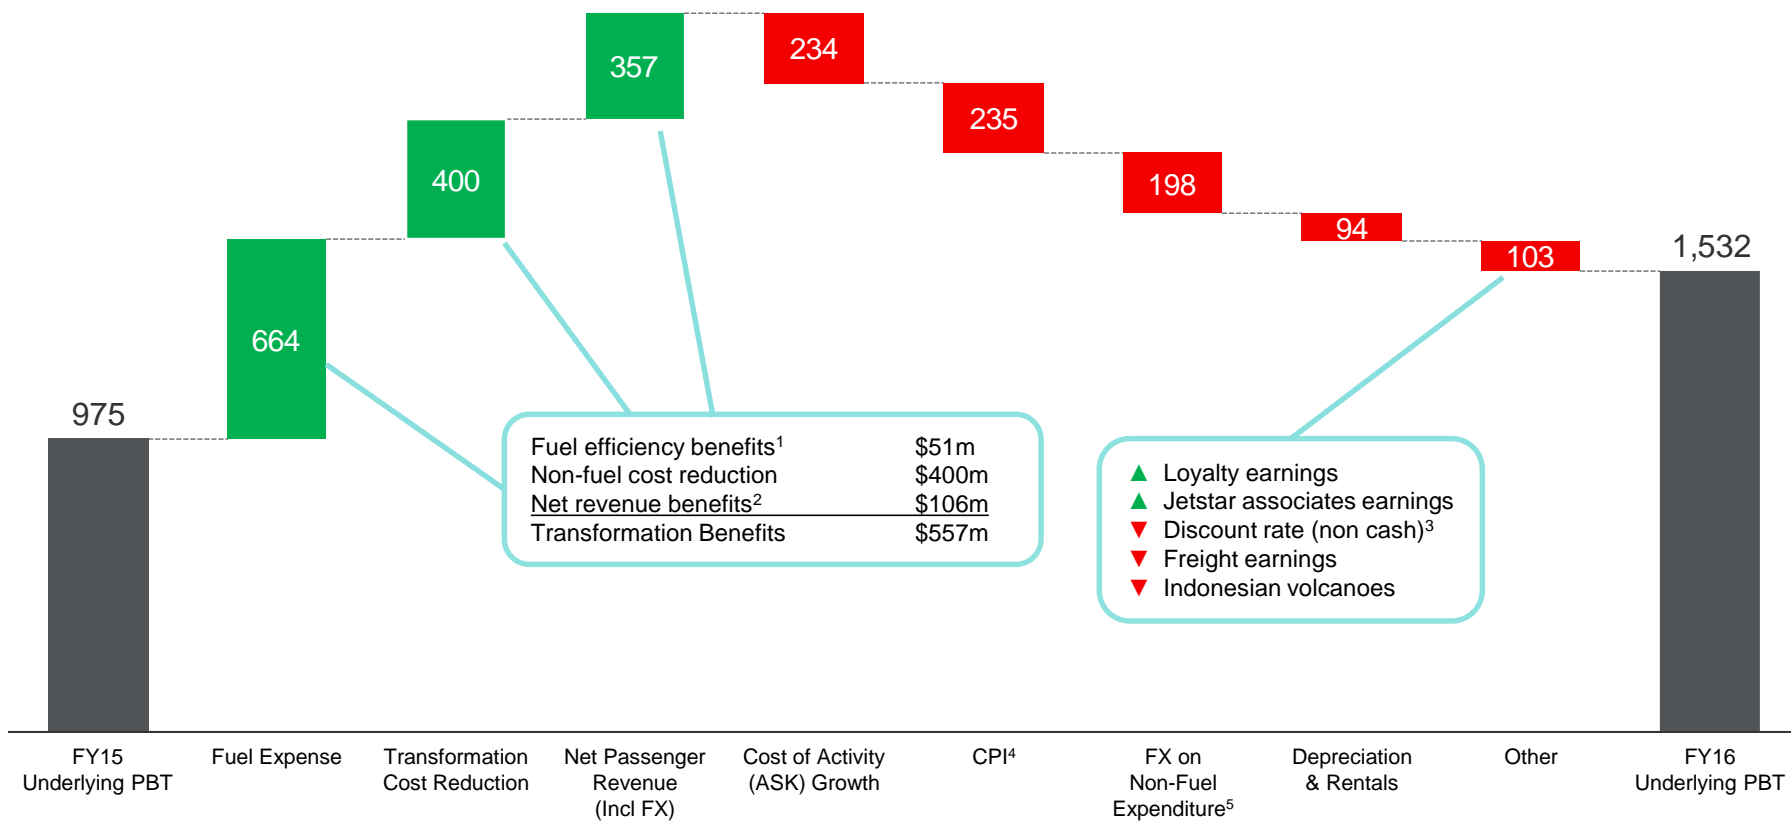 357
234
235
400
198
94
103
1,532
664
975
Fuel efficiency benefits¹ $51m
Non-fuel cost reduction $400m
Net revenue benefits² $106m
Transformation Benefits $557m
▲ Loyalty earnings
▲ Jetstar associates earnings
▼ Discount rate (non cash)³
▼ Freight earnings
▼ Indonesian volcanoes
FY15
Underlying PBT
Fuel Expense
Transformation
Cost Reduction
Net Passenger
Revenue
(Incl FX)
Cost of Activity
(ASK) Growth
CPI⁴
FX on
Non-Fuel
Expenditure⁵
Depreciation
& Rentals
Other
FY16
Underlying PBT